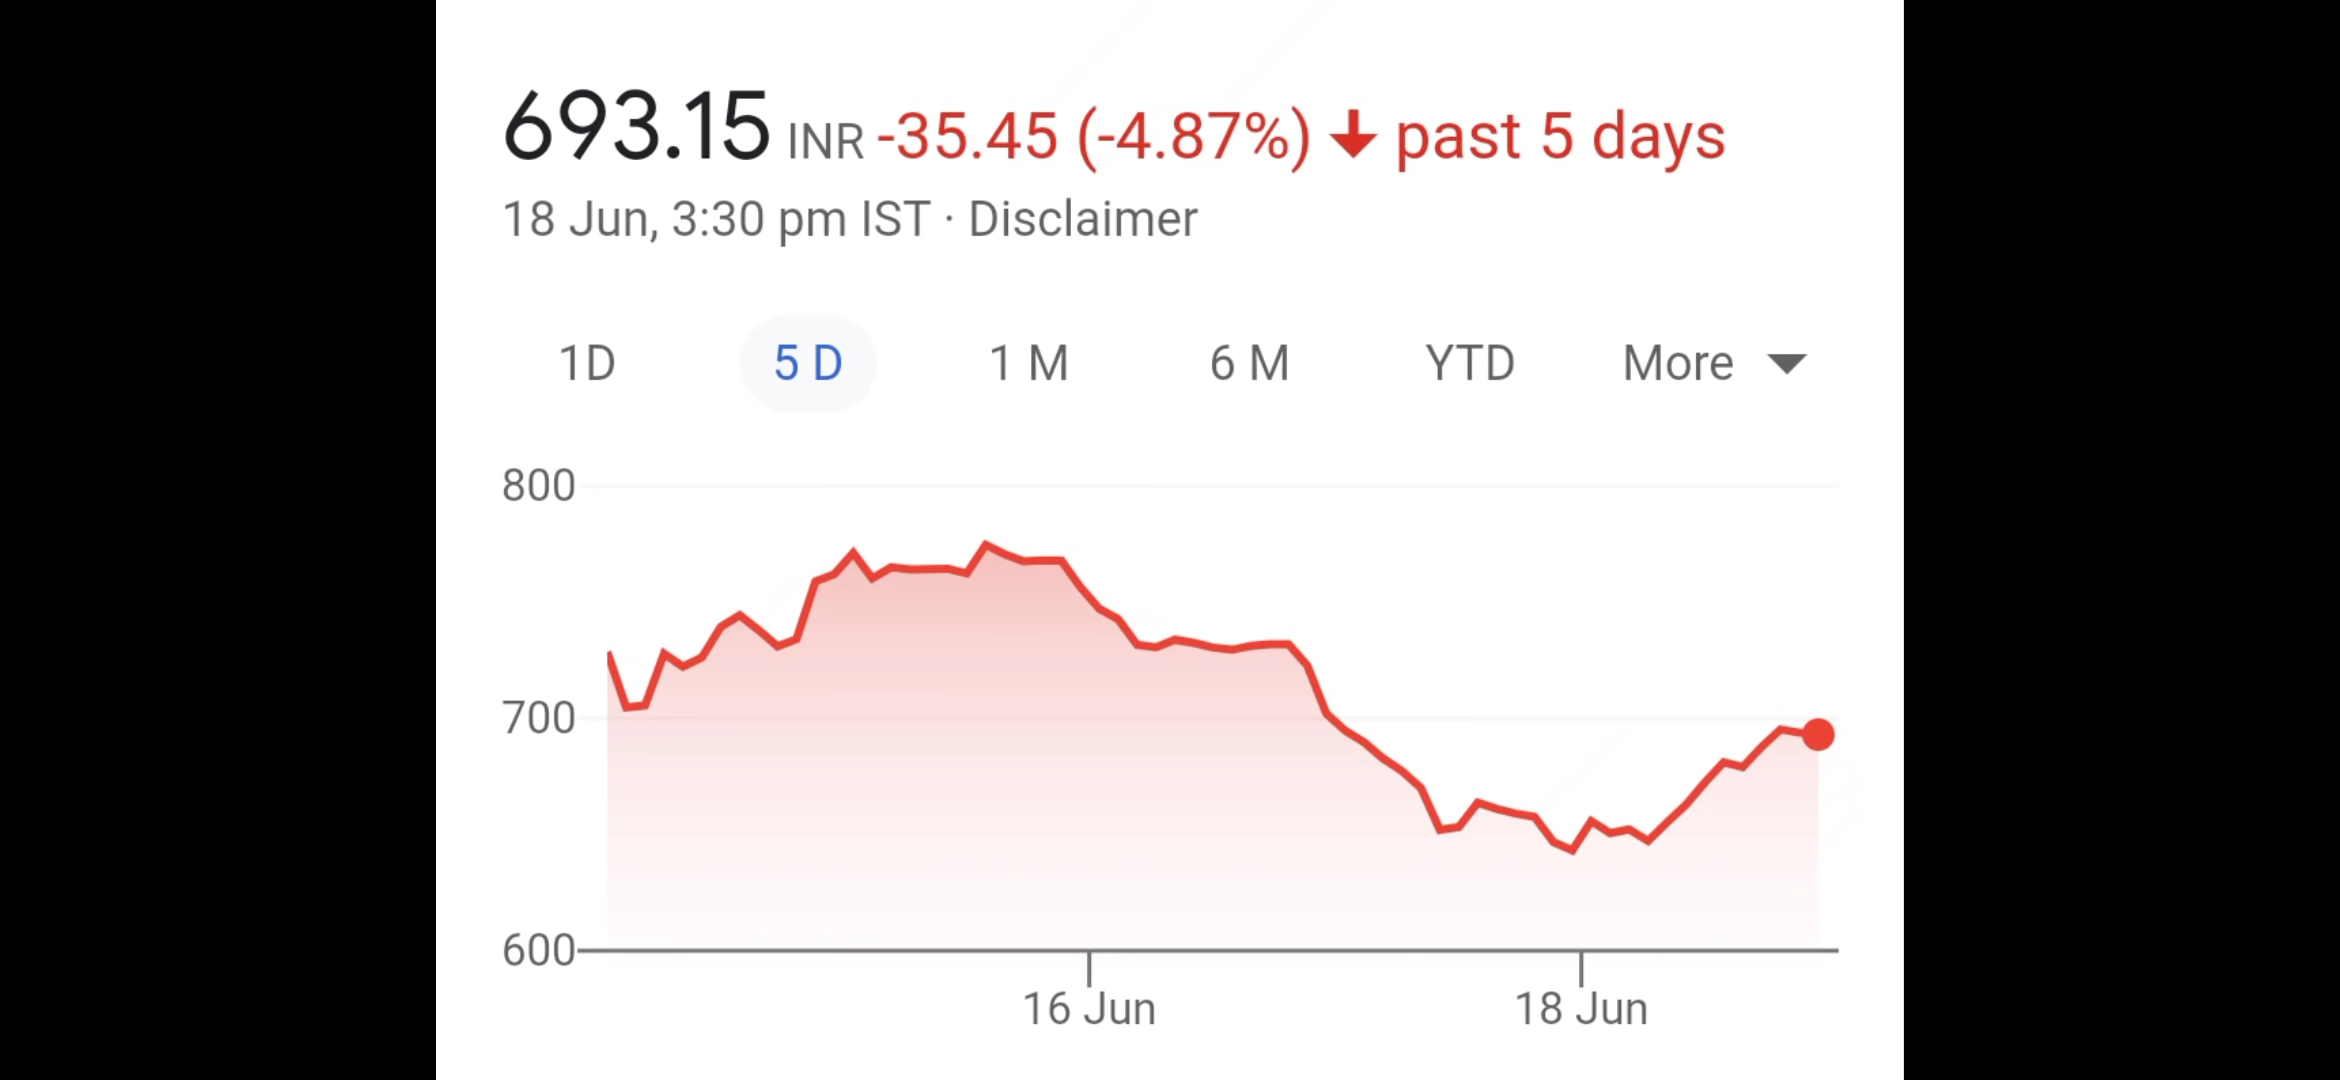 693.15 INR -35.45 (-4.87%) ↓ past 5 days
18 Jun, 3:30 pm IST · Disclaimer
1D 5 D 1 M 6 M YTD More
800
700
600
16 Jun 18 Jun